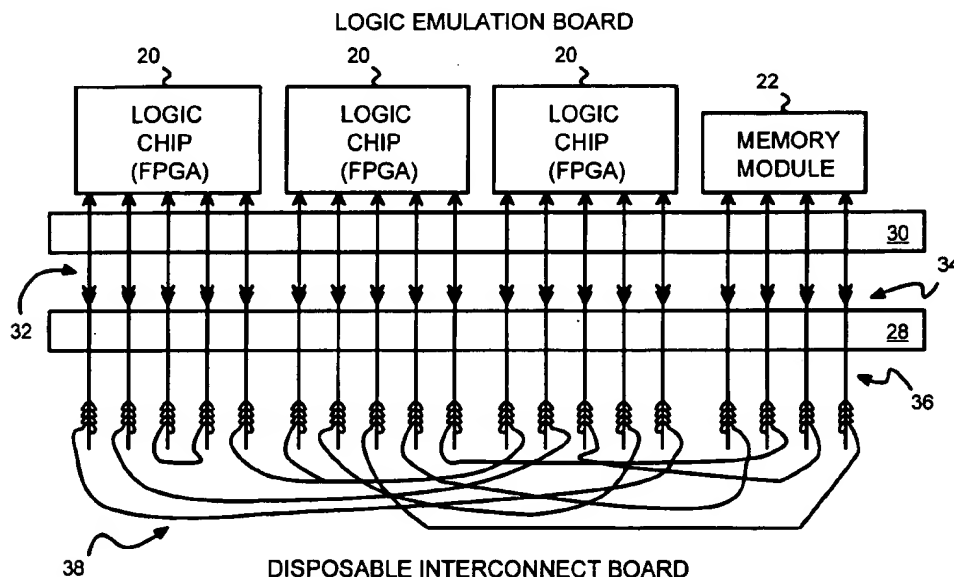 LOGIC EMULATION BOARD
20
20
20
22
LOGIC
CHIP
(FPGA)
LOGIC
CHIP
(FPGA)
LOGIC
CHIP
(FPGA)
MEMORY
MODULE
30
34
32
28
36
38
DISPOSABLE INTERCONNECT BOARD